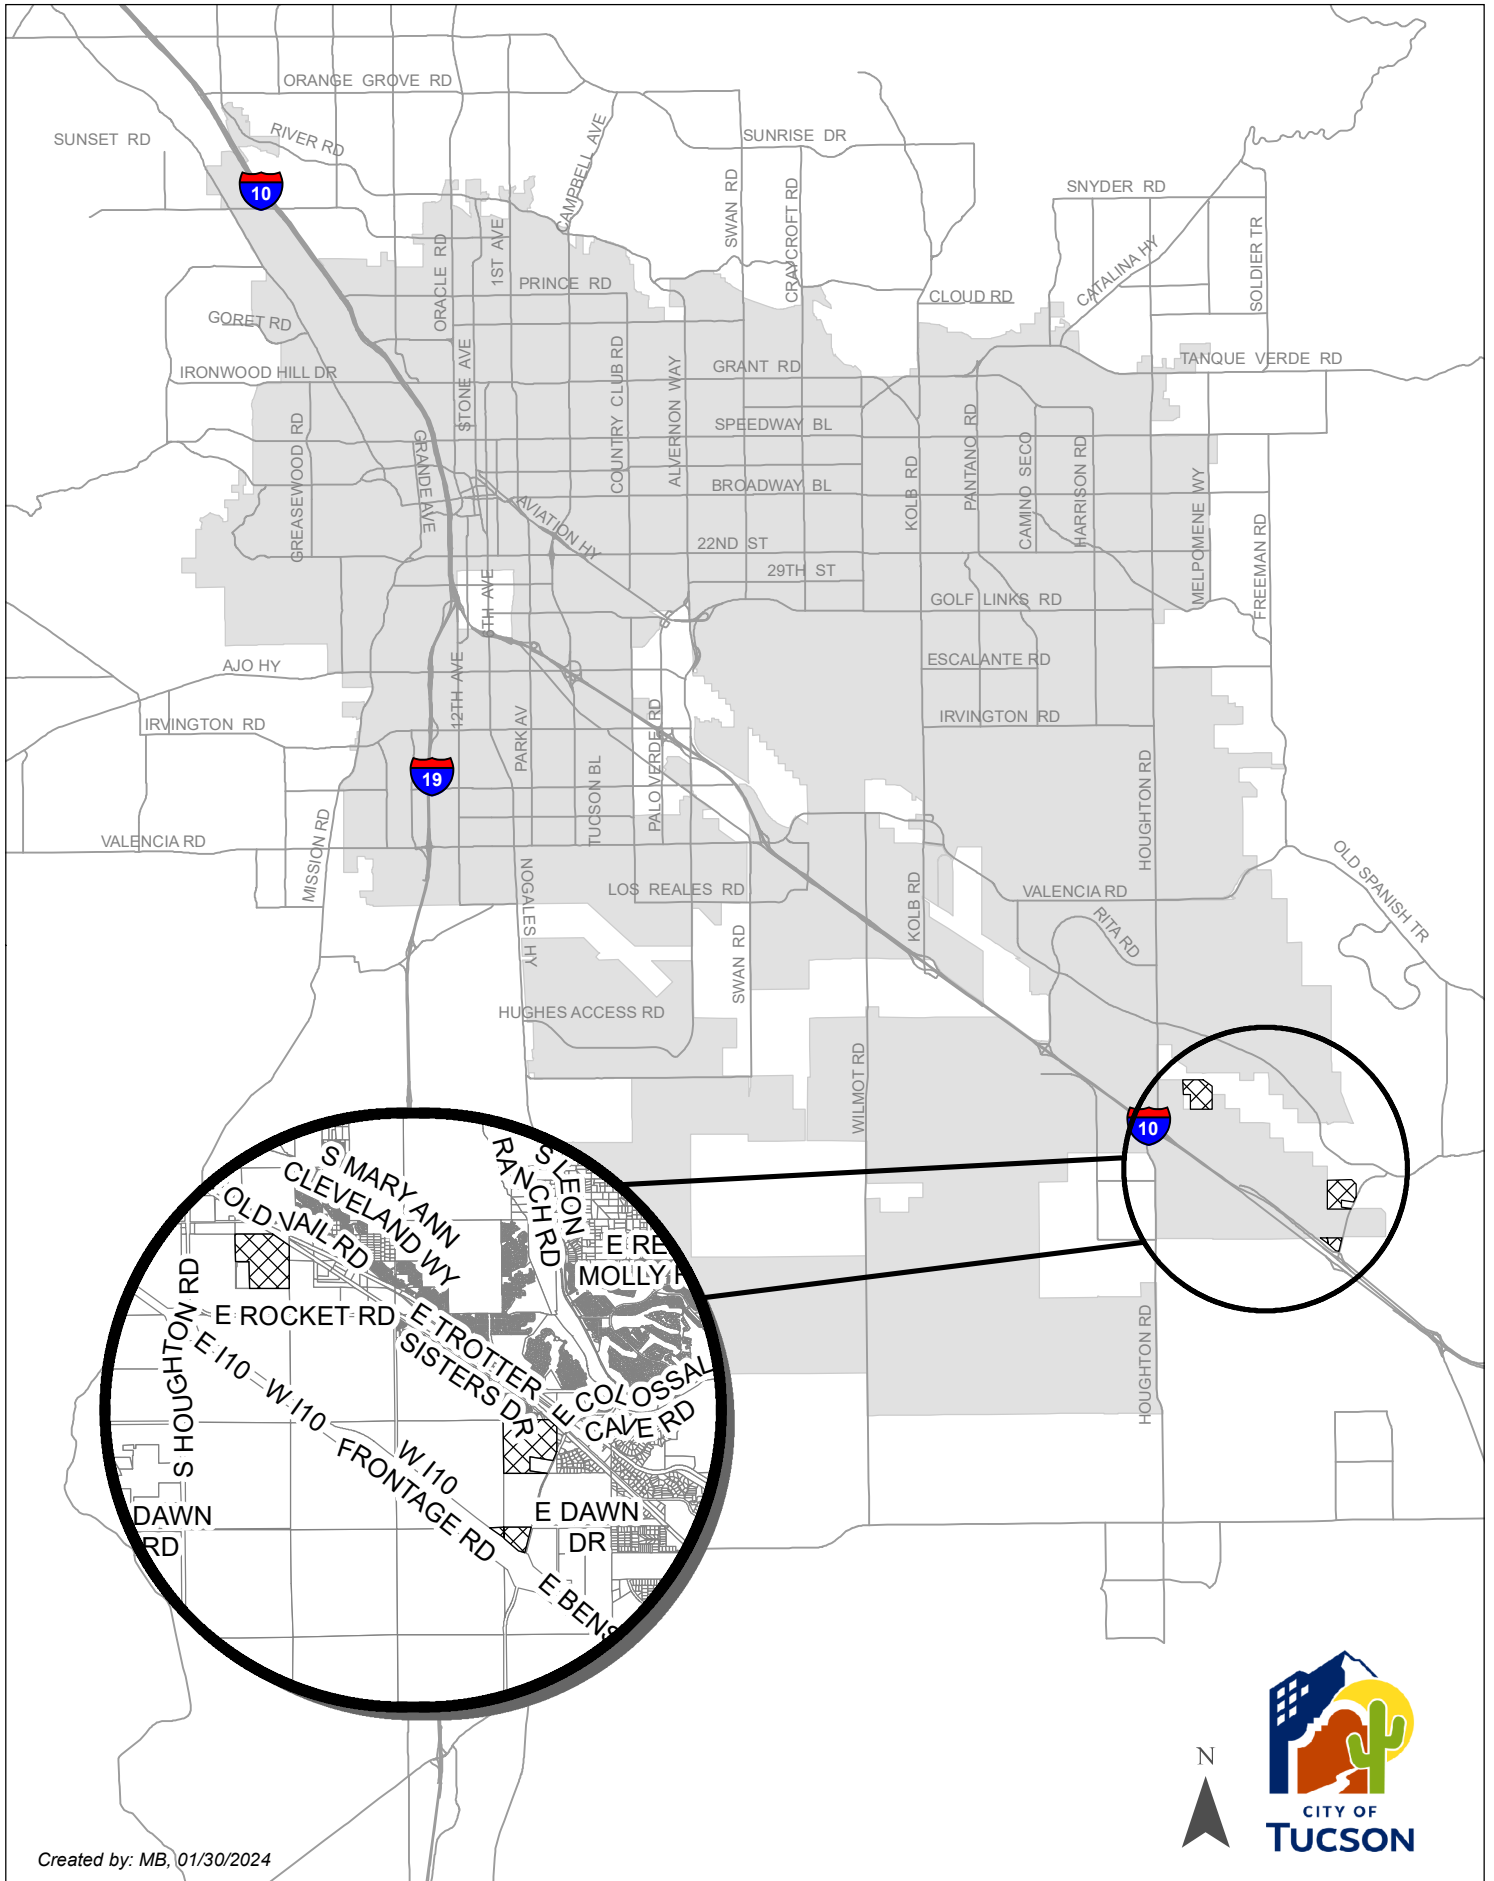 ORANGE GROVE RD
SUNSET RD
RIVER RD
CAMPBELL AVE
SUNRISE DR
10
SWAN RD
CRAYCROFT RD
SNYDER RD
SOLDIER TR
CATALINA HY
ORACLE RD
1ST AVE
PRINCE RD
CLOUD RD
GORET RD
STONE AVE
COUNTRY CLUB RD
ALVERNON WAY
GRANT RD
TANQUE VERDE RD
IRONWOOD HILL DR
GREASEWOOD RD
GRANDE AVE
SPEEDWAY BL
PANTANO RD
CAMINO SECO
HARRISON RD
KOLB RD
BROADWAY BL
MELPOMENE WY
AVIATION HY
22ND ST
29TH ST
FREEMAN RD
6TH AVE
GOLF LINKS RD
AJO HY
12TH AVE
ESCALANTE RD
IRVINGTON RD
PARK AV
PALO VERDE RD
IRVINGTON RD
19
TUCSON BL
HOUGHTON RD
VALENCIA RD
MISSION RD
NOGALES HY
LOS REALES RD
KOLB RD
VALENCIA RD
OLD SPANISH TR
RITA RD
SWAN RD
HUGHES ACCESS RD
WILMOT RD
10
HOUGHTON RD
S MARY ANN
CLEVELAND WY
OLD VAIL RD
RANCH RD
S LEON
E RE
MOLLY
S HOUGHTON RD
E ROCKET RD
E TROTTER
SISTERS DR
E I10
W I10
FRONTAGE RD
W I10
E COLOSSAL
CAVE RD
DAWN
RD
E DAWN
DR
E BENS
N
CITY OF
TUCSON
Created by: MB, 01/30/2024